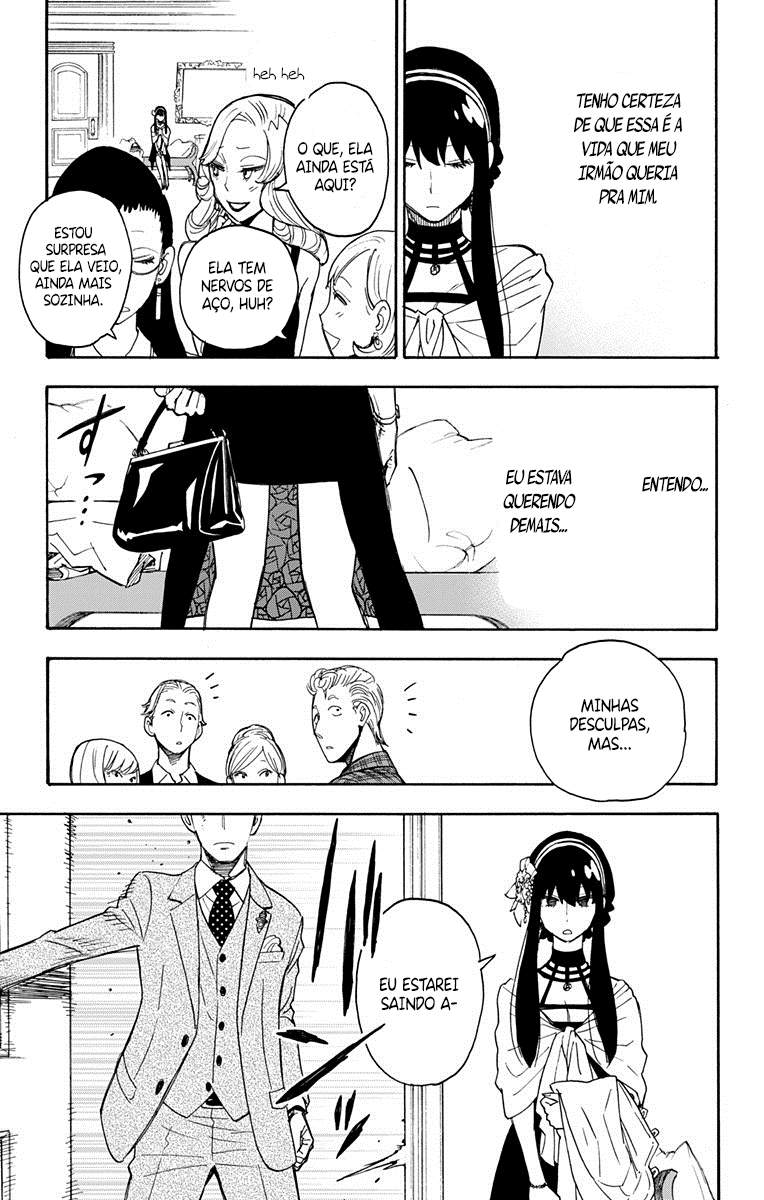 TENHO CERTEZA
DE QUE ESSA É A
VIDA QUE MEU
IRMÃO QUERIA
PRA MIM.
heh heh
O QUE, ELA
AINDA ESTÁ
AQUI?
ELA TEM
NERVOS DE
AÇO, HUH?
ESTOU
SURPRESA
QUE ELA VEIO,
AINDA MAIS
SOZINHA.
ENTENDO...
EU ESTAVA
QUERENDO
DEMAIS...
す...
MINHAS
DESCULPAS,
MAS...
EU ESTAREI
SAINDO A-